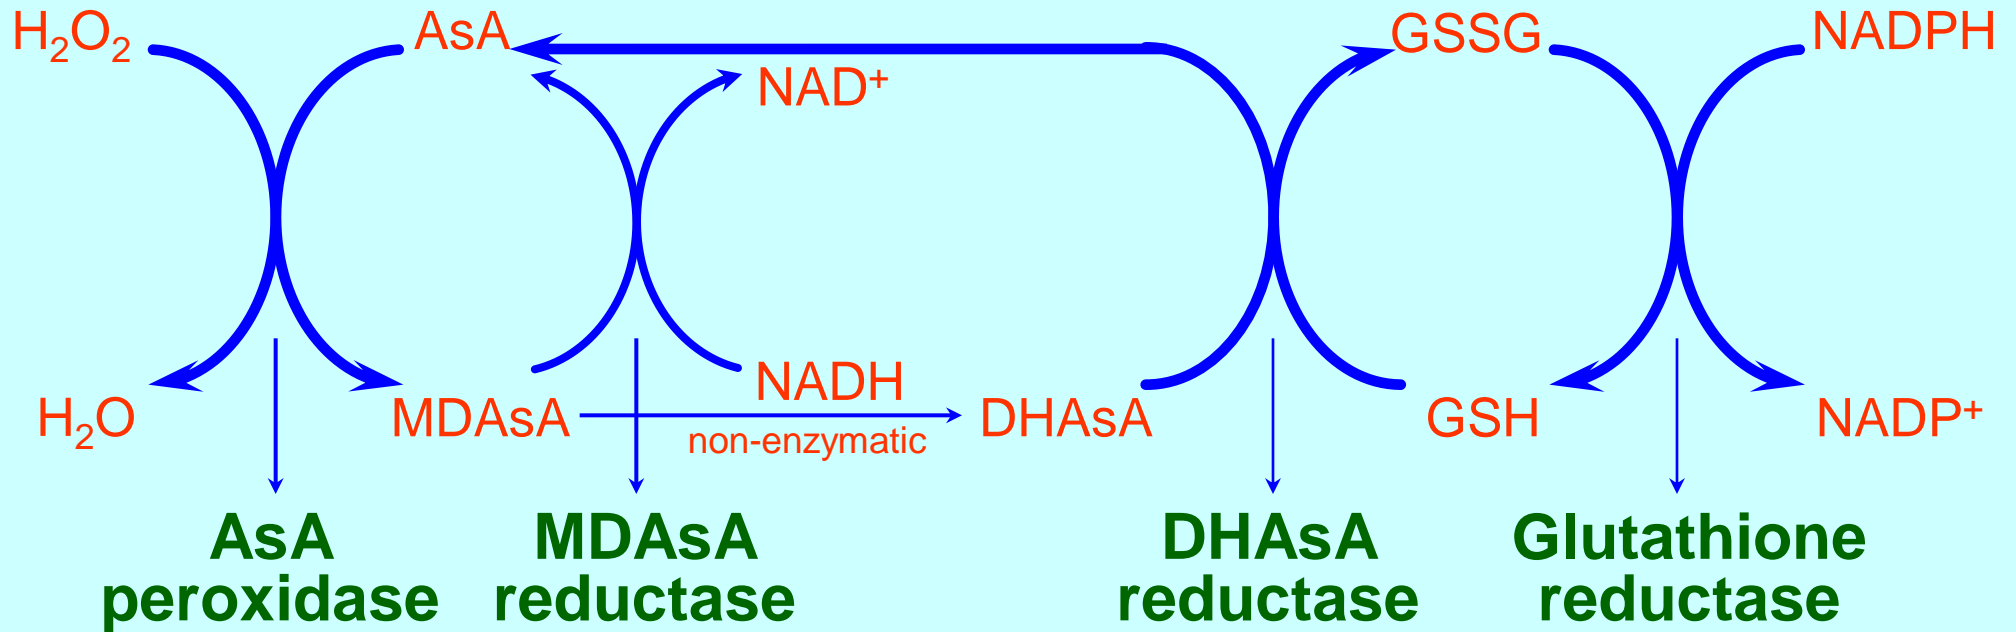 H₂O₂ AsA GSSG NADPH
NAD⁺
NADH
H₂O MDAsA DHAsA GSH NADP⁺
non-enzymatic
AsA MDAsA DHAsA Glutathione
peroxidase reductase reductase reductase